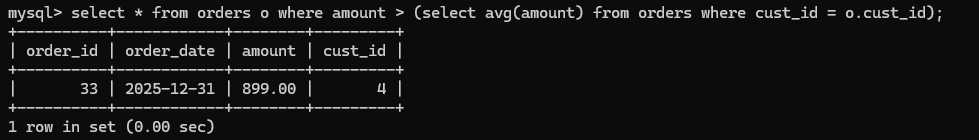 mysql> select * from orders o where amount > (select avg(amount) from orders where cust_id = o.cust_id);
+----------+------------+--------+---------+
| order_id | order_date | amount | cust_id |
+----------+------------+--------+---------+
|       33 | 2025-12-31 | 899.00 |       4 |
+----------+------------+--------+---------+
1 row in set (0.00 sec)